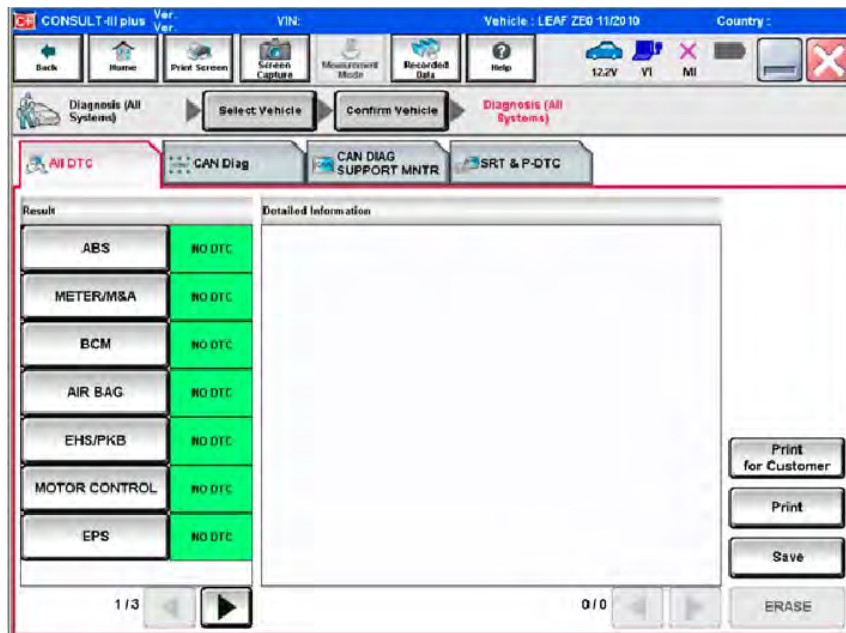 CONSULT-III plus Ver. Ver. VIN: Vehicle : LEAF ZE0 11/2010 Country :
Back Home Print Screen Screen Capture Measurement Mode Recorded Data Help 12.2V VI MI
Diagnosis (All Systems) Select Vehicle Confirm Vehicle Diagnosis (All Systems)
All DTC CAN Diag CAN DIAG SUPPORT MNTR SRT & P-DTC
Result Detailed Information
ABS NO DTC
METER/M&A NO DTC
BCM NO DTC
AIR BAG NO DTC
EHS/PKB NO DTC
Print for Customer
MOTOR CONTROL NO DTC
Print
EPS NO DTC
Save
1/3 0/0 ERASE